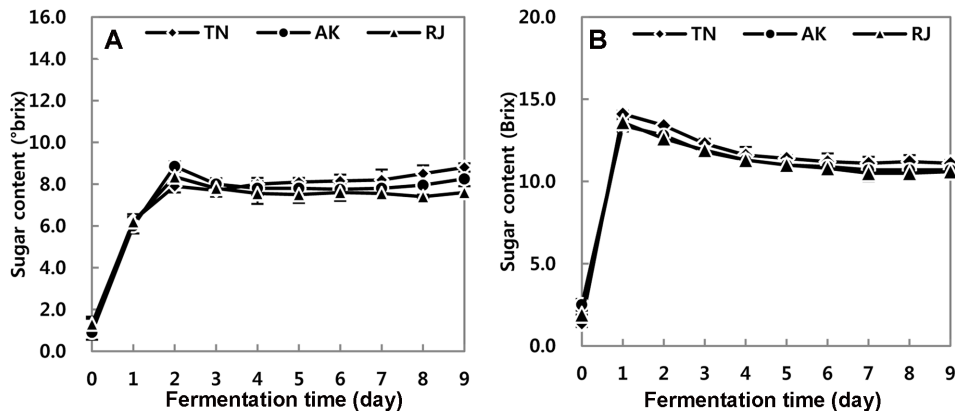 A
TN AK RJ
Sugar content (°brix)
16.0
14.0
12.0
10.0
8.0
6.0
4.0
2.0
0.0
0 1 2 3 4 5 6 7 8 9
Fermentation time (day)
B
TN AK RJ
Sugar content (Brix)
20.0
15.0
10.0
5.0
0.0
0 1 2 3 4 5 6 7 8 9
Fermentation time (day)